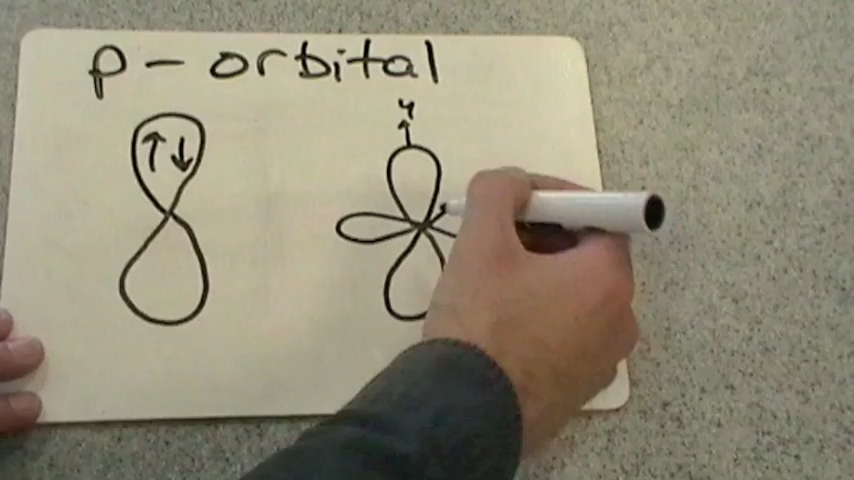 p - orbital
y
↑↓